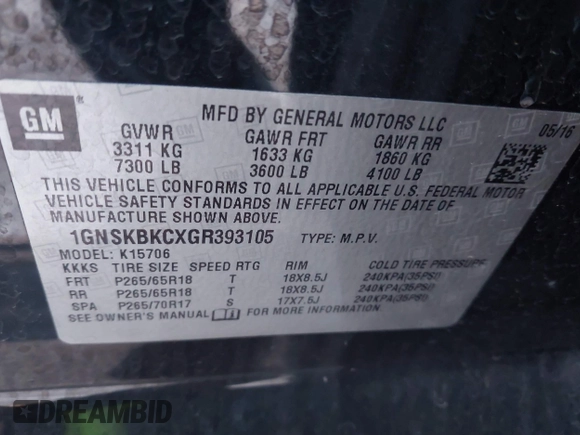 GM
MFD BY GENERAL MOTORS LLC
05/16
GVWR GAWR FRT GAWR RR
3311 KG 1633 KG 1860 KG
7300 LB 3600 LB 4100 LB
THIS VEHICLE CONFORMS TO ALL APPLICABLE U.S. FEDERAL MOTOR
VEHICLE SAFETY STANDARDS IN EFFECT ON THE DATE OF
MANUFACTURE SHOWN ABOVE.
1GNSKBKCXGR393105 TYPE: M.P.V.
MODEL: K15706
KKKS TIRE SIZE SPEED RTG RIM COLD TIRE PRESSURE
FRT P265/65R18 T 18X8.5J 240KPA(35PSI)
RR P265/65R18 T 18X8.5J 240KPA(35PSI)
SPA P265/70R17 S 17X7.5J 240KPA(35PSI)
SEE OWNER'S MANUAL FOR MORE INFORMATION.
DREAMBID